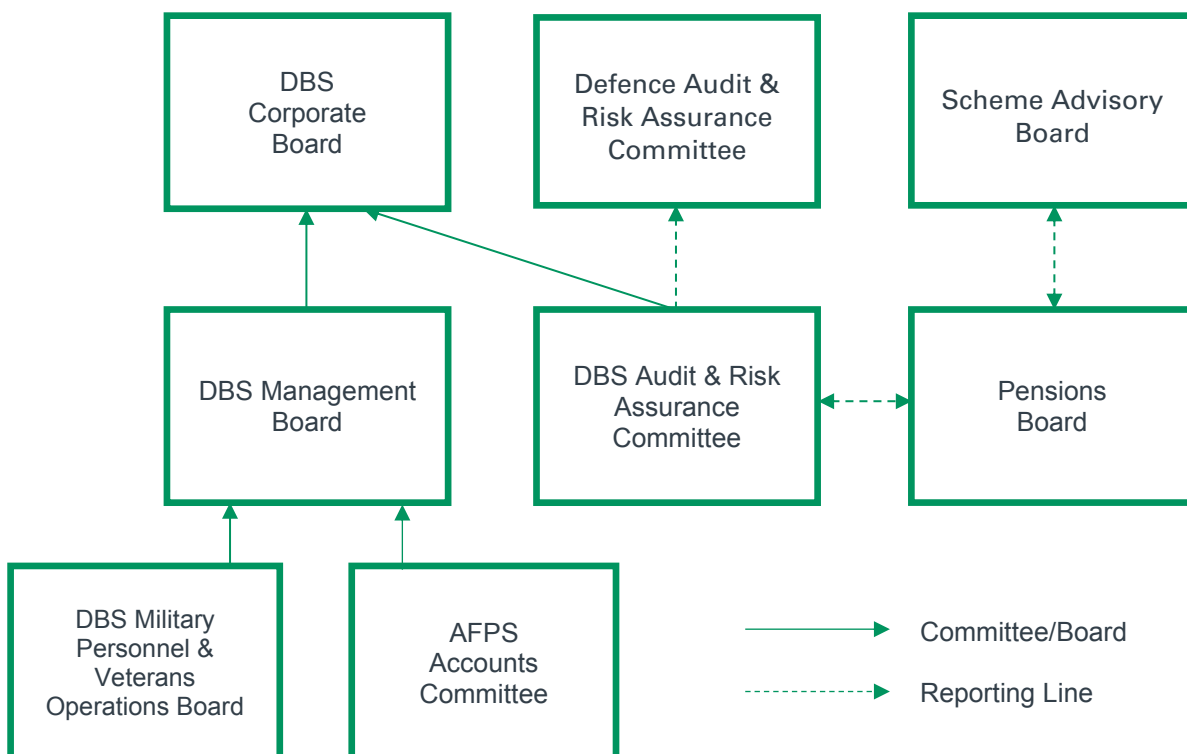 DBS
Corporate
Board
Defence Audit &
Risk Assurance
Committee
Scheme Advisory
Board
DBS Management
Board
DBS Audit & Risk
Assurance
Committee
Pensions
Board
DBS Military
Personnel &
Veterans
Operations Board
AFPS
Accounts
Committee
Committee/Board
Reporting Line